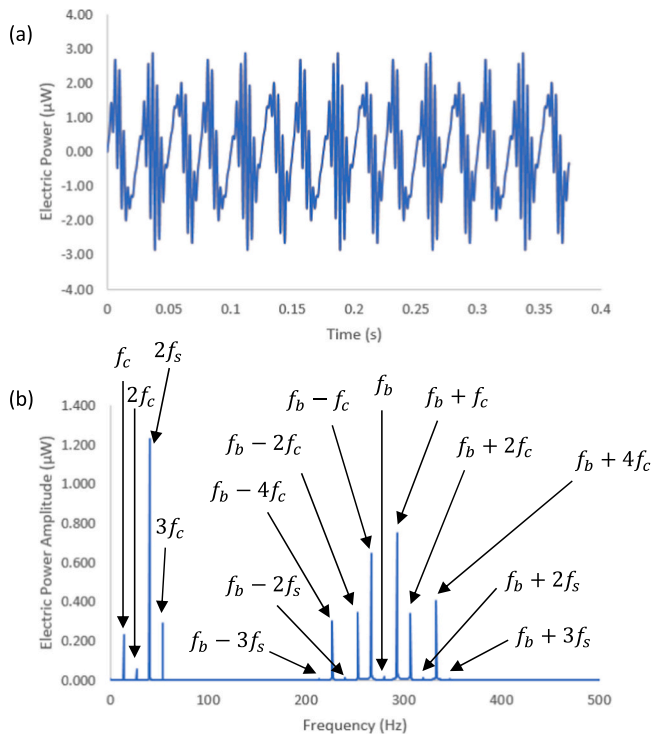 (a)
Electric Power (µW)
4.00
3.00
2.00
1.00
0.00
-1.00
-2.00
-3.00
-4.00
0 0.05 0.1 0.15 0.2 0.25 0.3 0.35 0.4
Time (s)
(b)
Electric Power Amplitude (µW)
1.400
1.200
1.000
0.800
0.600
0.400
0.200
0.000
f_c
2f_c
2f_s
3f_c
f_b − 3f_s
f_b − 4f_c
f_b − 2f_s
f_b − 2f_c
f_b − f_c
f_b
f_b + f_c
f_b + 2f_c
f_b + 2f_s
f_b + 4f_c
f_b + 3f_s
0 100 200 300 400 500
Frequency (Hz)